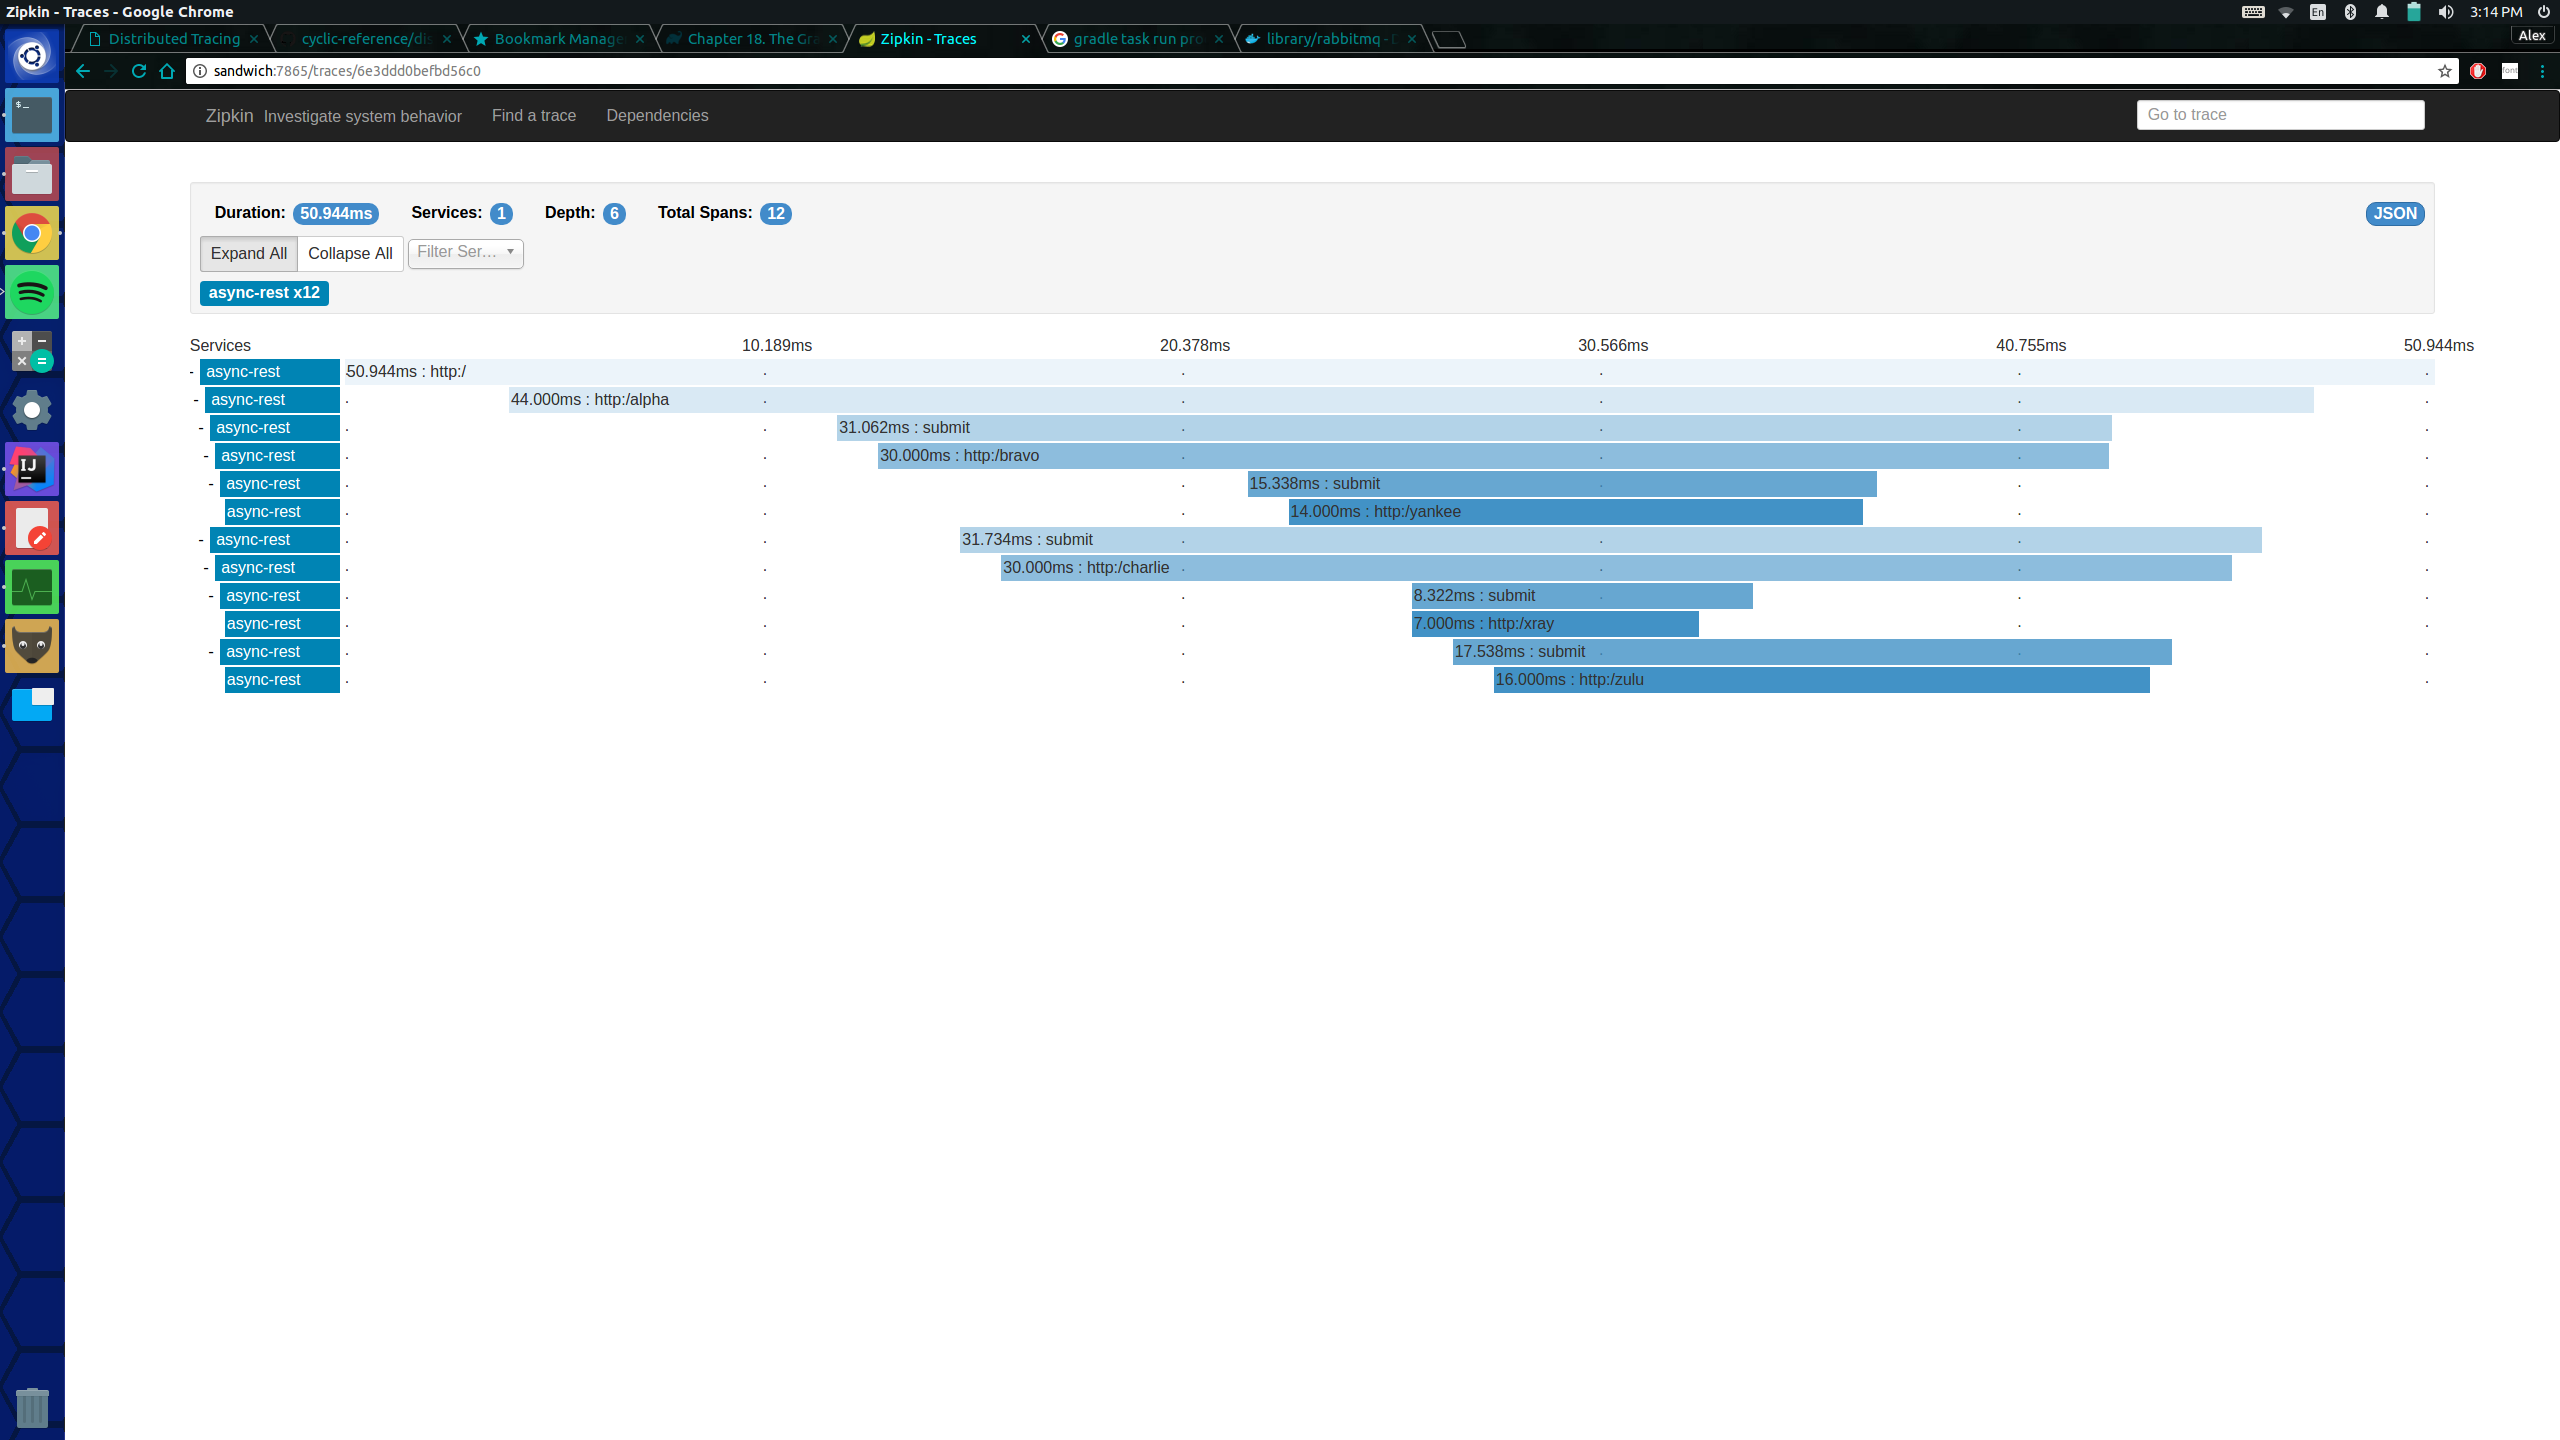 Zipkin - Traces - Google Chrome
En
3:14 PM
Distributed Tracing
cyclic-reference/dis
Bookmark Manage
Chapter 18. The Gra
Zipkin - Traces
gradle task run pro
library/rabbitmq - D
Alex
sandwich:7865/traces/6e3ddd0befbd56c0
font
Zipkin Investigate system behavior Find a trace Dependencies
Go to trace
Duration: 50.944ms Services: 1 Depth: 6 Total Spans: 12
JSON
Expand All Collapse All Filter Ser...
async-rest x12
Services 10.189ms 20.378ms 30.566ms 40.755ms 50.944ms
- async-rest 50.944ms : http:/
- async-rest 44.000ms : http:/alpha
- async-rest 31.062ms : submit
- async-rest 30.000ms : http:/bravo
- async-rest 15.338ms : submit
async-rest 14.000ms : http:/yankee
- async-rest 31.734ms : submit
- async-rest 30.000ms : http:/charlie
- async-rest 8.322ms : submit
async-rest 7.000ms : http:/xray
- async-rest 17.538ms : submit
async-rest 16.000ms : http:/zulu
$_
IJ